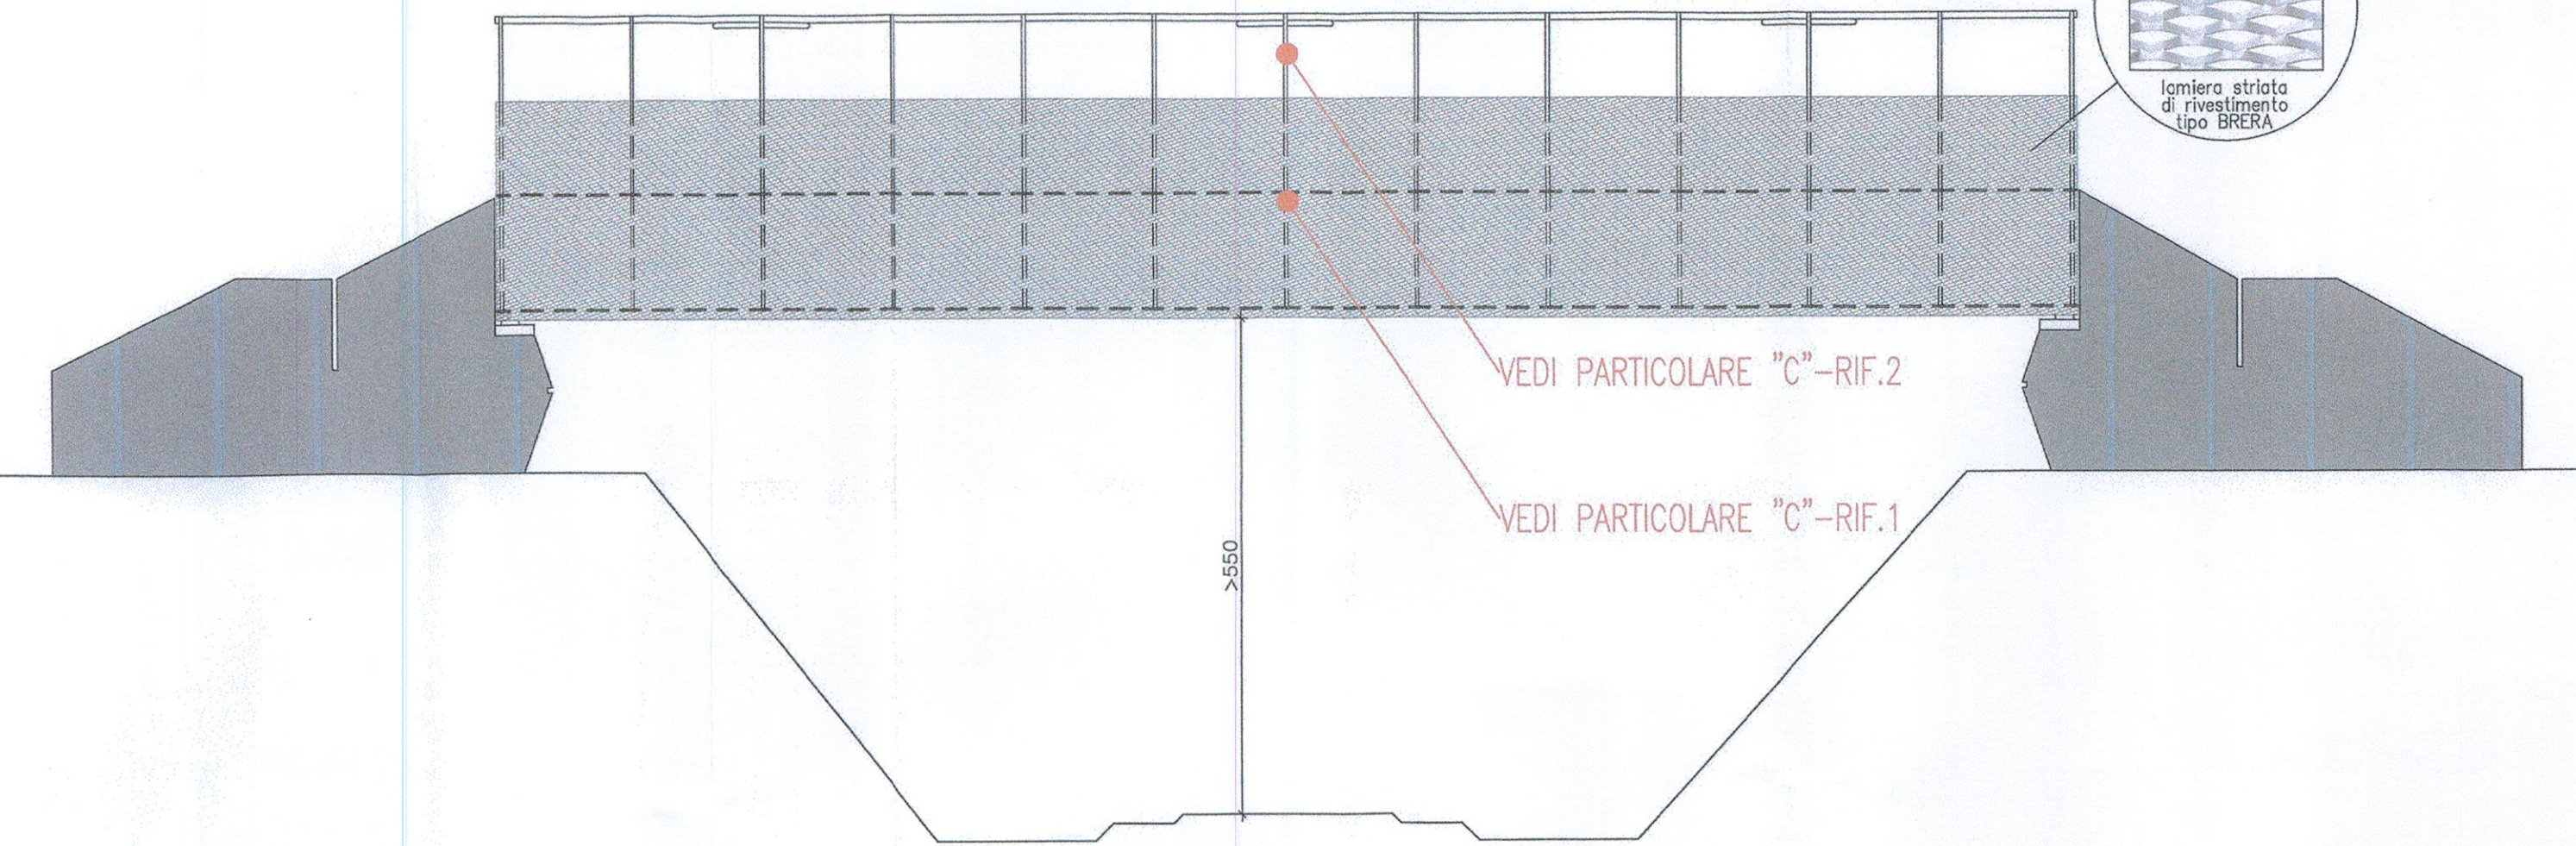 lamiera striata
di rivestimento
tipo BRERA
VEDI PARTICOLARE "C"-RIF.2
VEDI PARTICOLARE "C"-RIF.1
>550